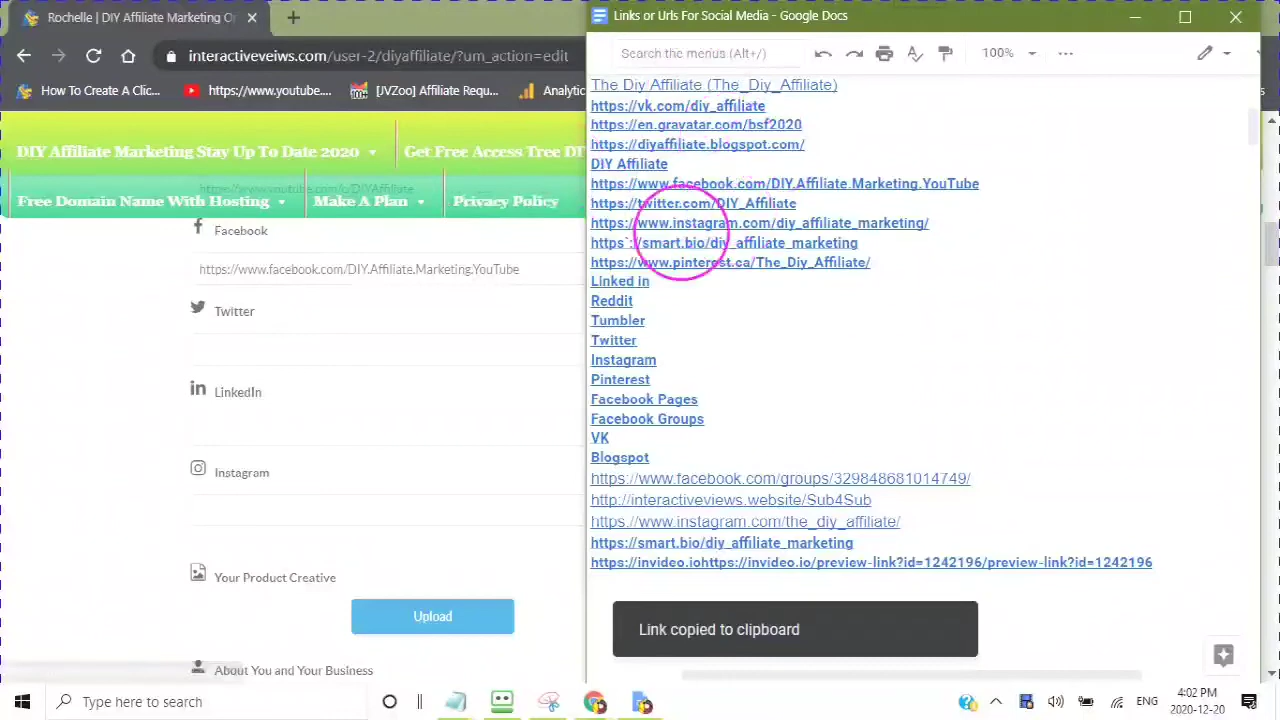 Rochelle | DIY Affiliate Marketing Or
Links or Urls For Social Media - Google Docs
interactiveiews.com/user-2/diyaffiliate/?um_action=edit
Search the menus (Alt+/)
100%
How To Create A Clic...
https://www.youtube....
[JVZoo] Affiliate Requ...
Analytic
DIY Affiliate Marketing Stay Up To Date 2020
Get Free Access Tree DI
https://www.youtube.com/c/DIYAffiliate
Free Domain Name With Hosting
Make A Plan
Privacy Policy
Facebook
https://www.facebook.com/DIY.Affiliate.Marketing.YouTube
Twitter
LinkedIn
Instagram
Your Product Creative
Upload
About You and Your Business
The Diy Affiliate (The_Diy_Affiliate)
https://vk.com/diy_affiliate
https://en.gravatar.com/bsf2020
https://diyaffiliate.blogspot.com/
DIY Affiliate
https://www.facebook.com/DIY.Affiliate.Marketing.YouTube
https://twitter.com/DIY_Affiliate
https://www.instagram.com/diy_affiliate_marketing/
https`://smart.bio/diy_affiliate_marketing
https://www.pinterest.ca/The_Diy_Affiliate/
Linked in
Reddit
Tumbler
Twitter
Instagram
Pinterest
Facebook Pages
Facebook Groups
VK
Blogspot
https://www.facebook.com/groups/329848681014749/
http://interactiveviews.website/Sub4Sub
https://www.instagram.com/the_diy_affiliate/
https://smart.bio/diy_affiliate_marketing
https://invideo.iohttps://invideo.io/preview-link?id=1242196/preview-link?id=1242196
Link copied to clipboard
Type here to search
ENG
4:02 PM
2020-12-20